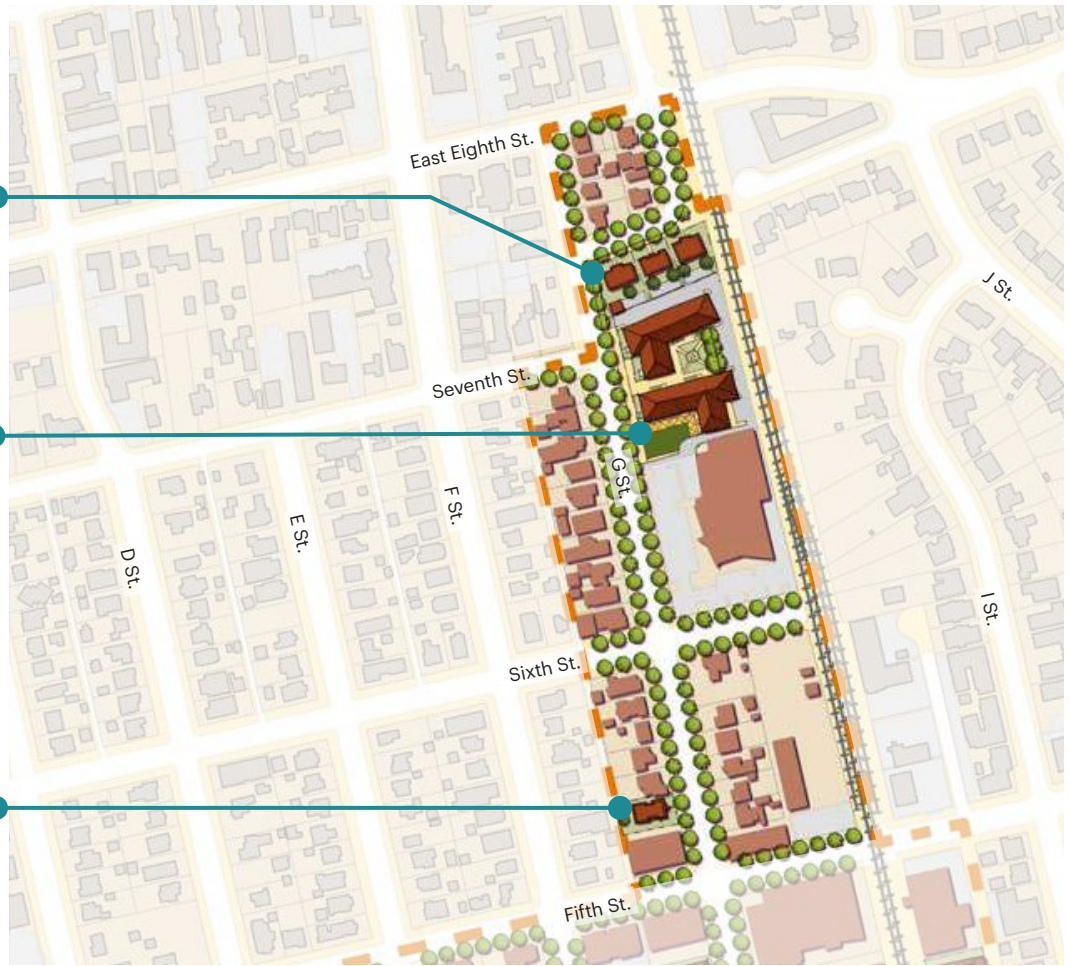 East Eighth St.
J St.
Seventh St.
G St.
F St.
E St.
D St.
I St.
Sixth St.
Fifth St.